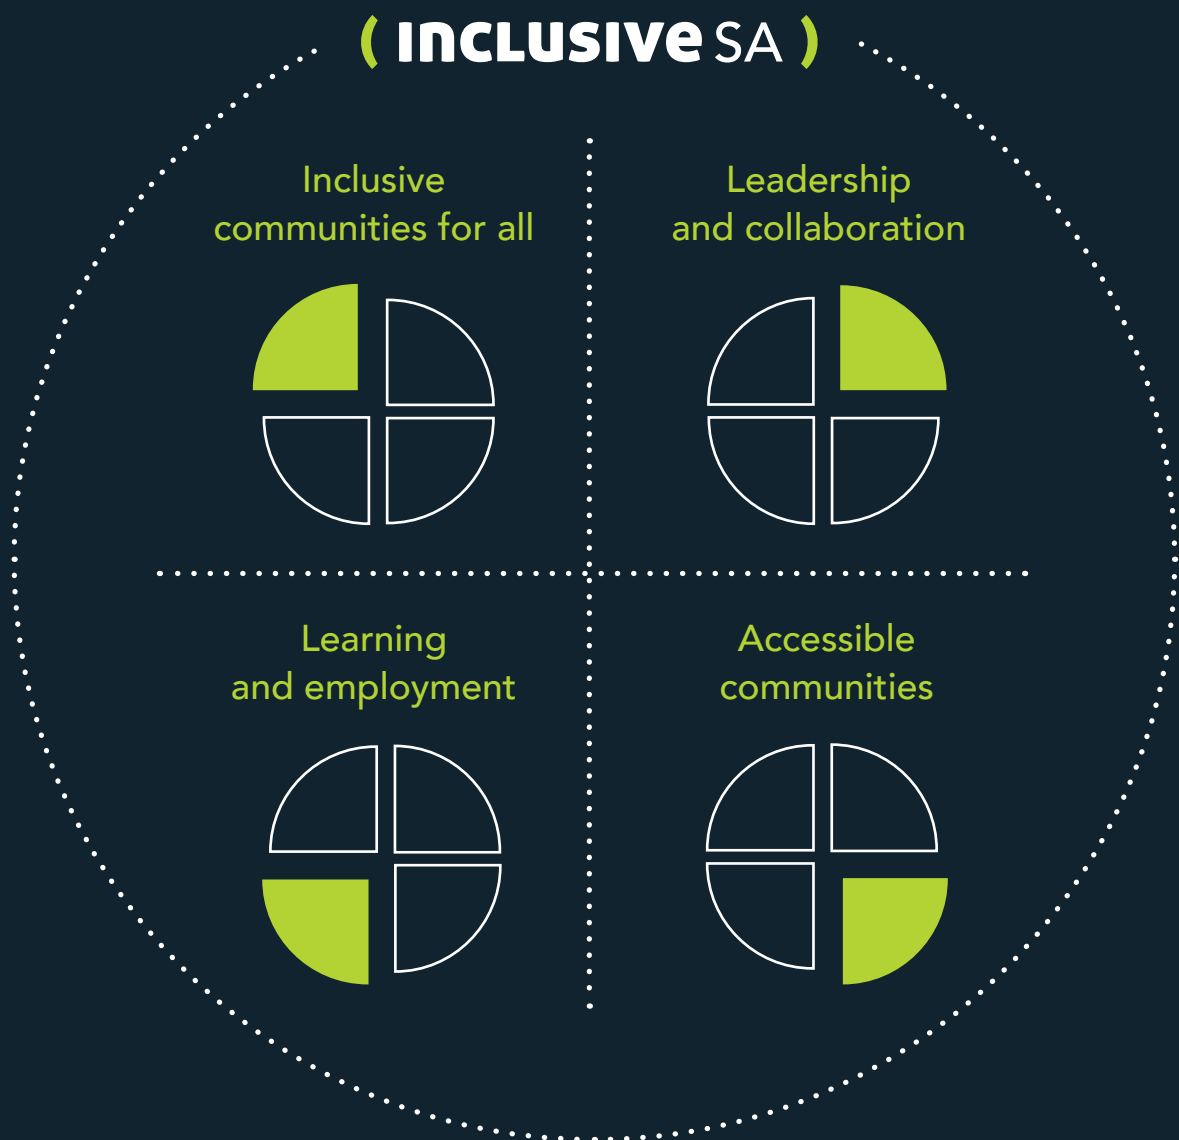 (INCLUSIVE SA)
Inclusive
communities for all
Leadership
and collaboration
Learning
and employment
Accessible
communities